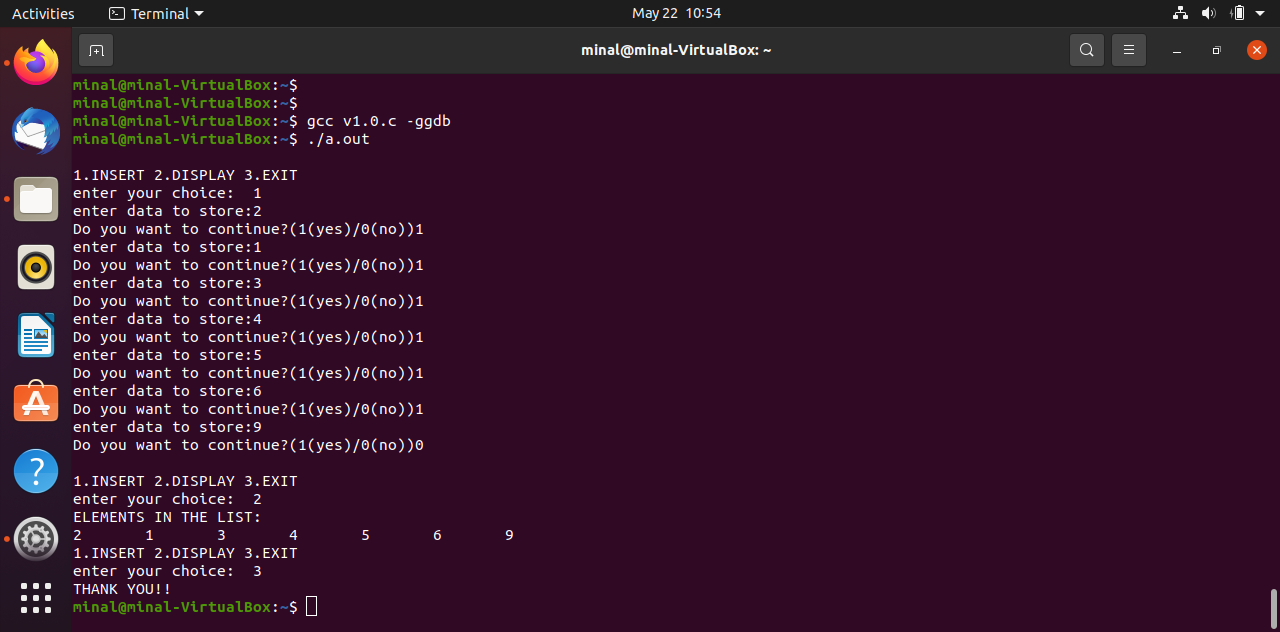 Activities Terminal May 22 10:54
minal@minal-VirtualBox: ~
minal@minal-VirtualBox:~$
minal@minal-VirtualBox:~$
minal@minal-VirtualBox:~$ gcc v1.0.c -ggdb
minal@minal-VirtualBox:~$ ./a.out
1.INSERT 2.DISPLAY 3.EXIT
enter your choice:  1
enter data to store:2
Do you want to continue?(1(yes)/0(no))1
enter data to store:1
Do you want to continue?(1(yes)/0(no))1
enter data to store:3
Do you want to continue?(1(yes)/0(no))1
enter data to store:4
Do you want to continue?(1(yes)/0(no))1
enter data to store:5
Do you want to continue?(1(yes)/0(no))1
enter data to store:6
Do you want to continue?(1(yes)/0(no))1
enter data to store:9
Do you want to continue?(1(yes)/0(no))0
1.INSERT 2.DISPLAY 3.EXIT
enter your choice:  2
ELEMENTS IN THE LIST:
2       1       3       4       5       6       9
1.INSERT 2.DISPLAY 3.EXIT
enter your choice:  3
THANK YOU!!
minal@minal-VirtualBox:~$